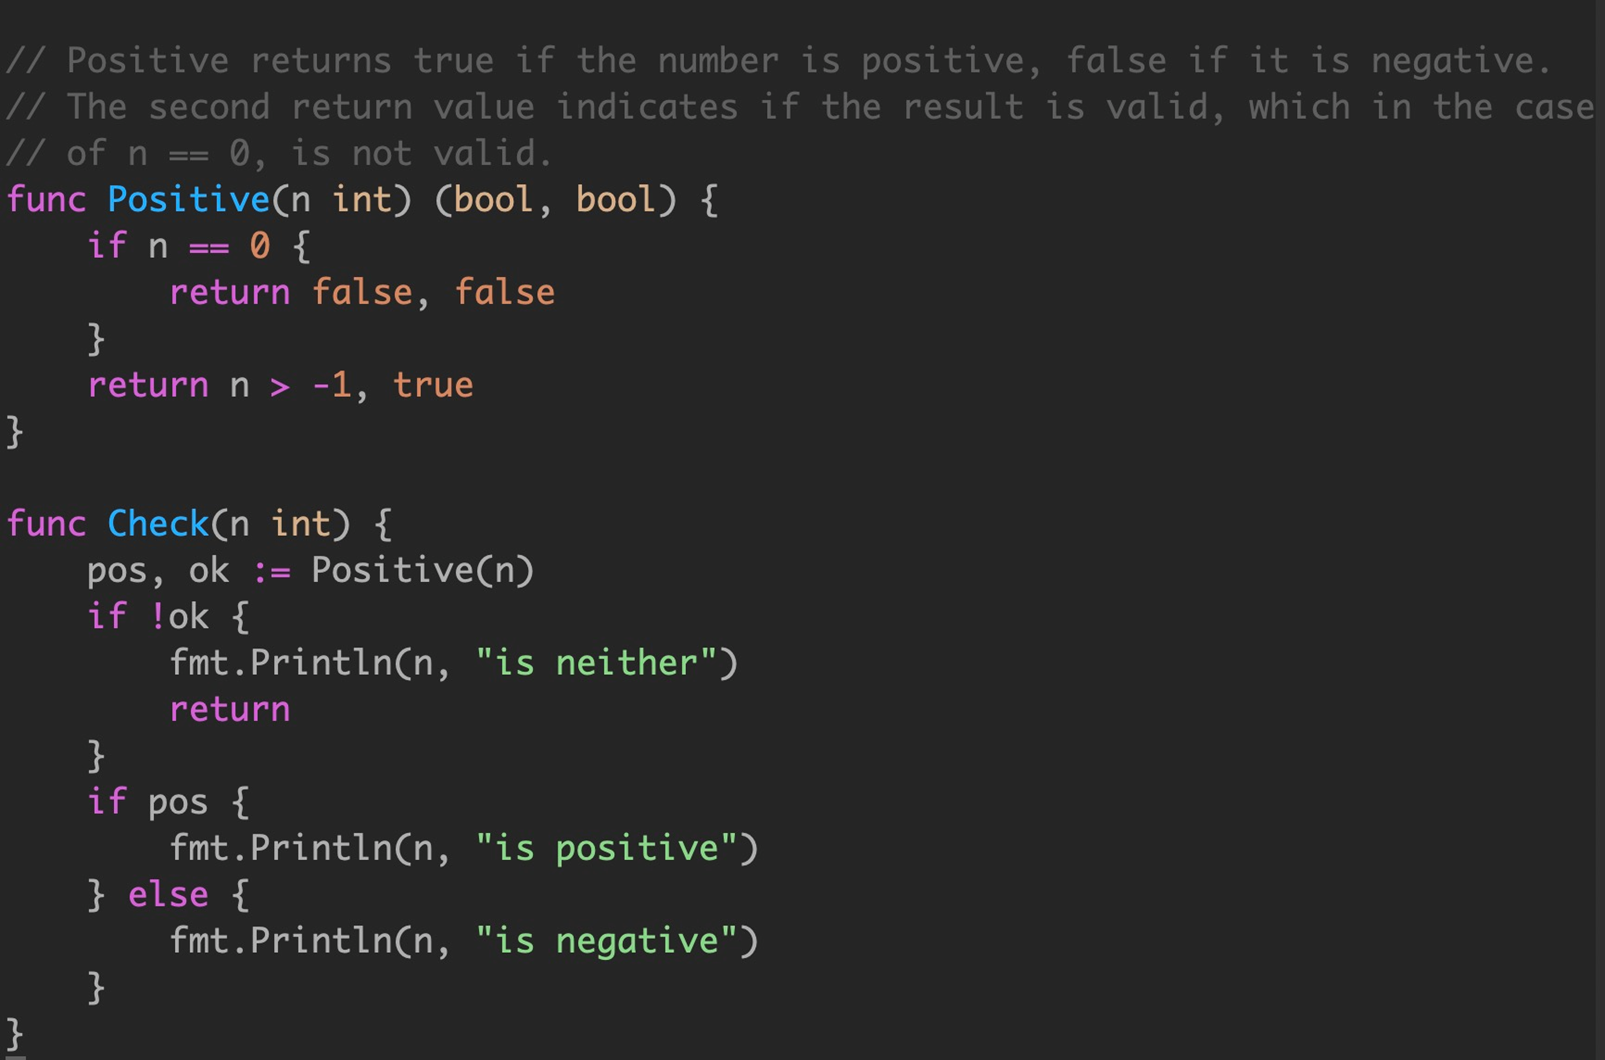 // Positive returns true if the number is positive, false if it is negative.
// The second return value indicates if the result is valid, which in the case
// of n == 0, is not valid.
func Positive(n int) (bool, bool) {
    if n == 0 {
        return false, false
    }
    return n > -1, true
}

func Check(n int) {
    pos, ok := Positive(n)
    if !ok {
        fmt.Println(n, "is neither")
        return
    }
    if pos {
        fmt.Println(n, "is positive")
    } else {
        fmt.Println(n, "is negative")
    }
}